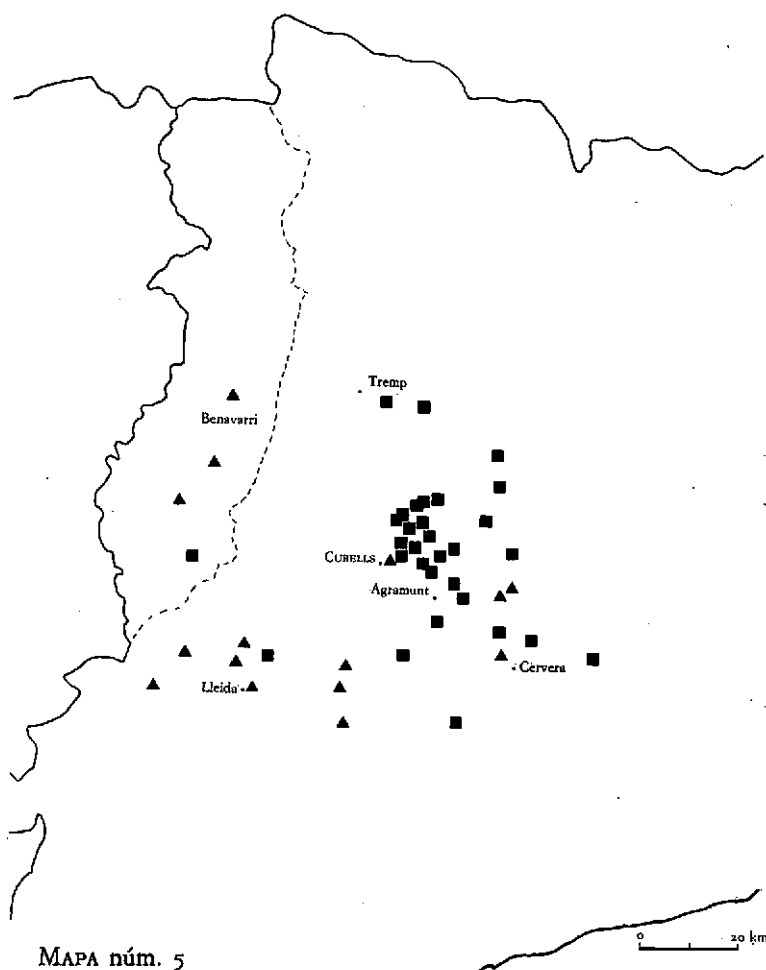 Tremp
Benavarri
CUBELLS
Agramunt
Cervera
Lleida
0 20 km
MAPA núm. 5